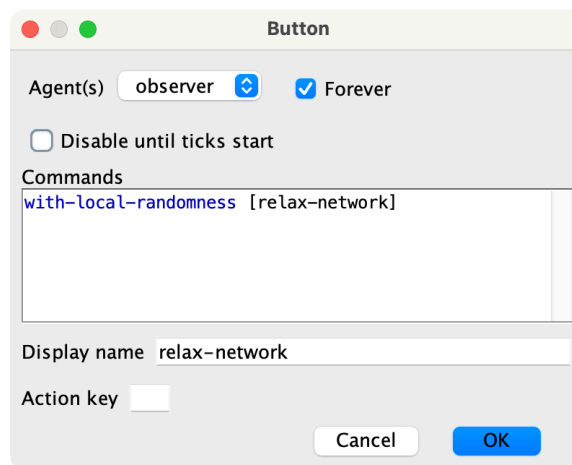 Button
Agent(s) observer Forever
Disable until ticks start
Commands
with-local-randomness [relax-network]
Display name relax-network
Action key
Cancel OK